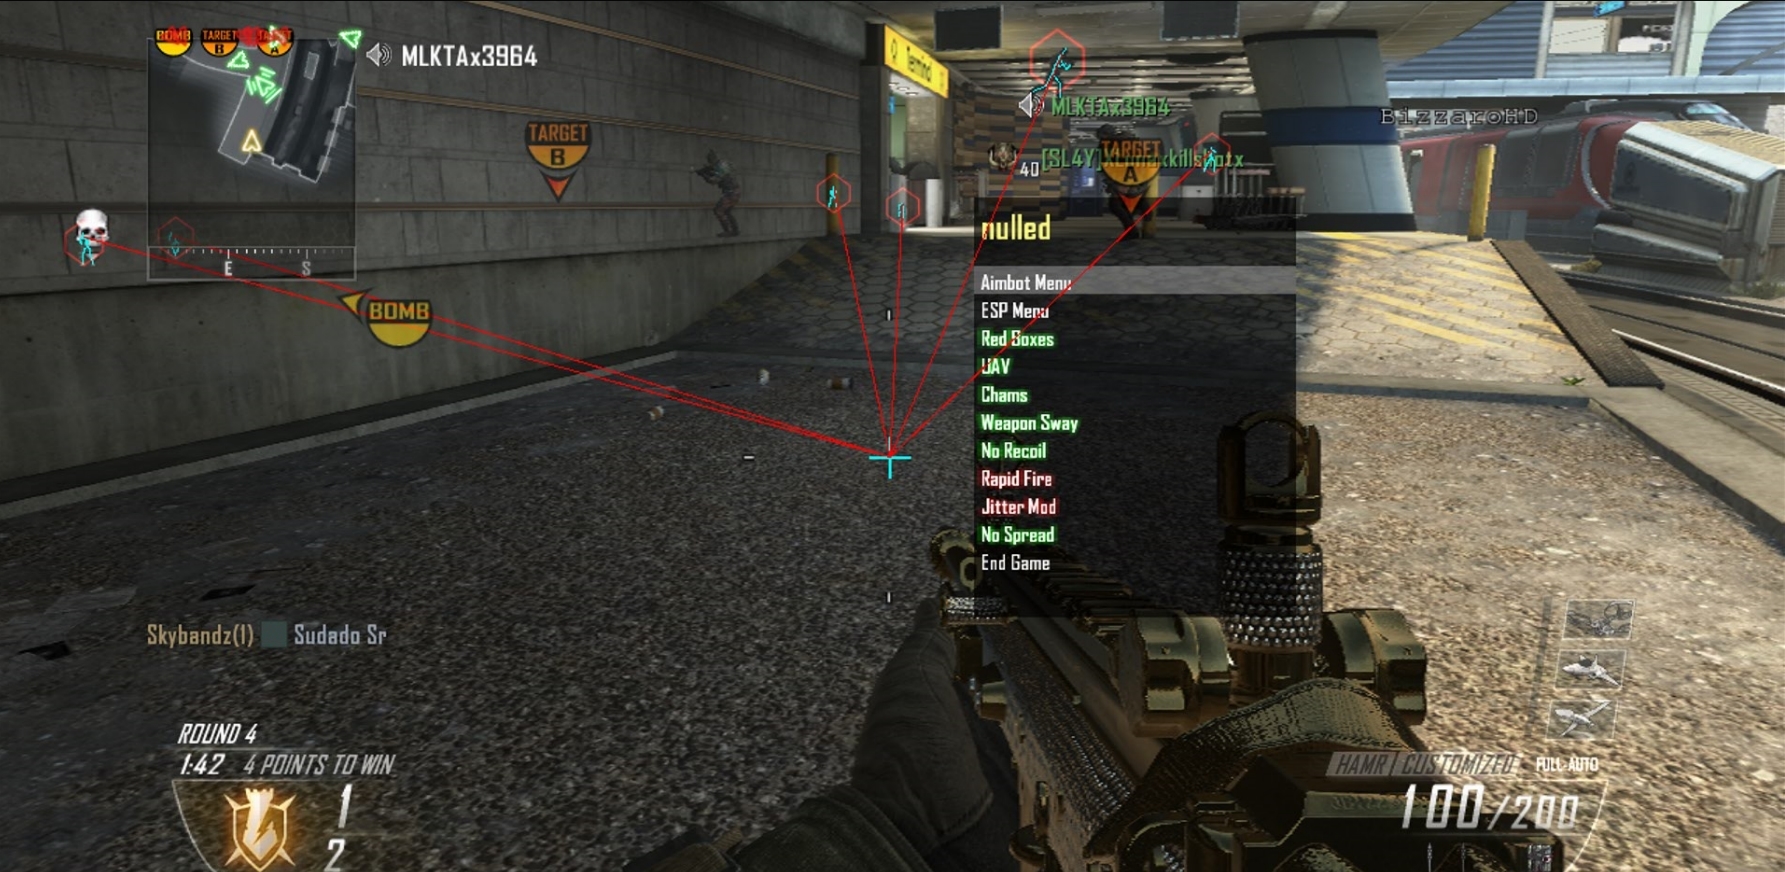 BOMB
TARGET
B
TARGET
A
MLKTAx3964
TARGET
B
Terminal
MLKTAx3964
BizzaroHD
40
TARGET
A
nulled
Aimbot Menu
ESP Menu
Red Boxes
UAV
Chams
Weapon Sway
No Recoil
Rapid Fire
Jitter Mod
No Spread
End Game
E
S
BOMB
Skybandz(1) Sudado Sr
ROUND 4
1:42 4 POINTS TO WIN
1
2
HAMR CUSTOMIZED FULL-AUTO
100/200